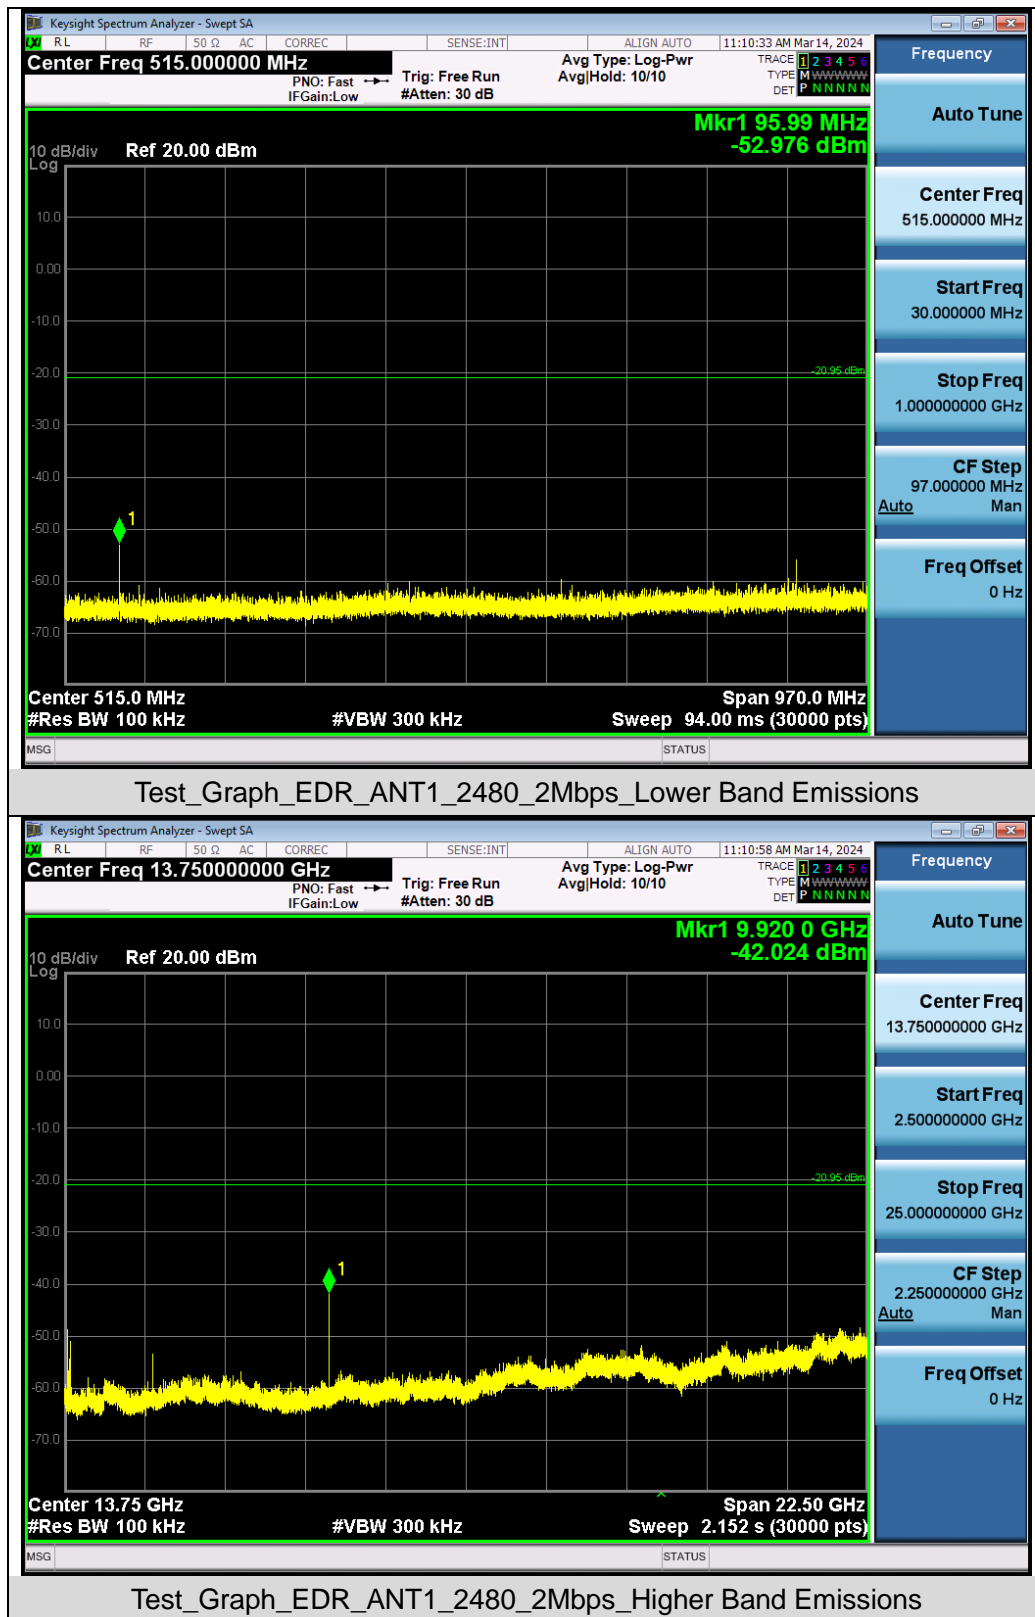 Keysight Spectrum Analyzer - Swept SA
LXI RL RF 50 Ω AC CORREC SENSE:INT ALIGN AUTO 11:10:33 AM Mar 14, 2024
Center Freq 515.000000 MHz
PNO: Fast
IFGain:Low
Trig: Free Run
#Atten: 30 dB
Avg Type: Log-Pwr
Avg|Hold: 10/10
TRACE 1 2 3 4 5 6
TYPE M WWWWW
DET P N N N N N
Frequency
Auto Tune
Center Freq
515.000000 MHz
Start Freq
30.000000 MHz
Stop Freq
1.000000000 GHz
CF Step
97.000000 MHz
Auto Man
Freq Offset
0 Hz
Mkr1 95.99 MHz
-52.976 dBm
10 dB/div Ref 20.00 dBm
Log
10.0
0.00
-10.0
-20.0
-20.95 dBm
-30.0
-40.0
-50.0
1
-60.0
-70.0
Center 515.0 MHz Span 970.0 MHz
#Res BW 100 kHz #VBW 300 kHz Sweep 94.00 ms (30000 pts)
MSG STATUS
Test_Graph_EDR_ANT1_2480_2Mbps_Lower Band Emissions
Keysight Spectrum Analyzer - Swept SA
LXI RL RF 50 Ω AC CORREC SENSE:INT ALIGN AUTO 11:10:58 AM Mar 14, 2024
Center Freq 13.750000000 GHz
PNO: Fast
IFGain:Low
Trig: Free Run
#Atten: 30 dB
Avg Type: Log-Pwr
Avg|Hold: 10/10
TRACE 1 2 3 4 5 6
TYPE M WWWWW
DET P N N N N N
Frequency
Auto Tune
Center Freq
13.750000000 GHz
Start Freq
2.500000000 GHz
Stop Freq
25.000000000 GHz
CF Step
2.250000000 GHz
Auto Man
Freq Offset
0 Hz
Mkr1 9.920 0 GHz
-42.024 dBm
10 dB/div Ref 20.00 dBm
Log
10.0
0.00
-10.0
-20.0
-20.95 dBm
-30.0
1
-40.0
-50.0
-60.0
-70.0
Center 13.75 GHz Span 22.50 GHz
#Res BW 100 kHz #VBW 300 kHz Sweep 2.152 s (30000 pts)
MSG STATUS
Test_Graph_EDR_ANT1_2480_2Mbps_Higher Band Emissions